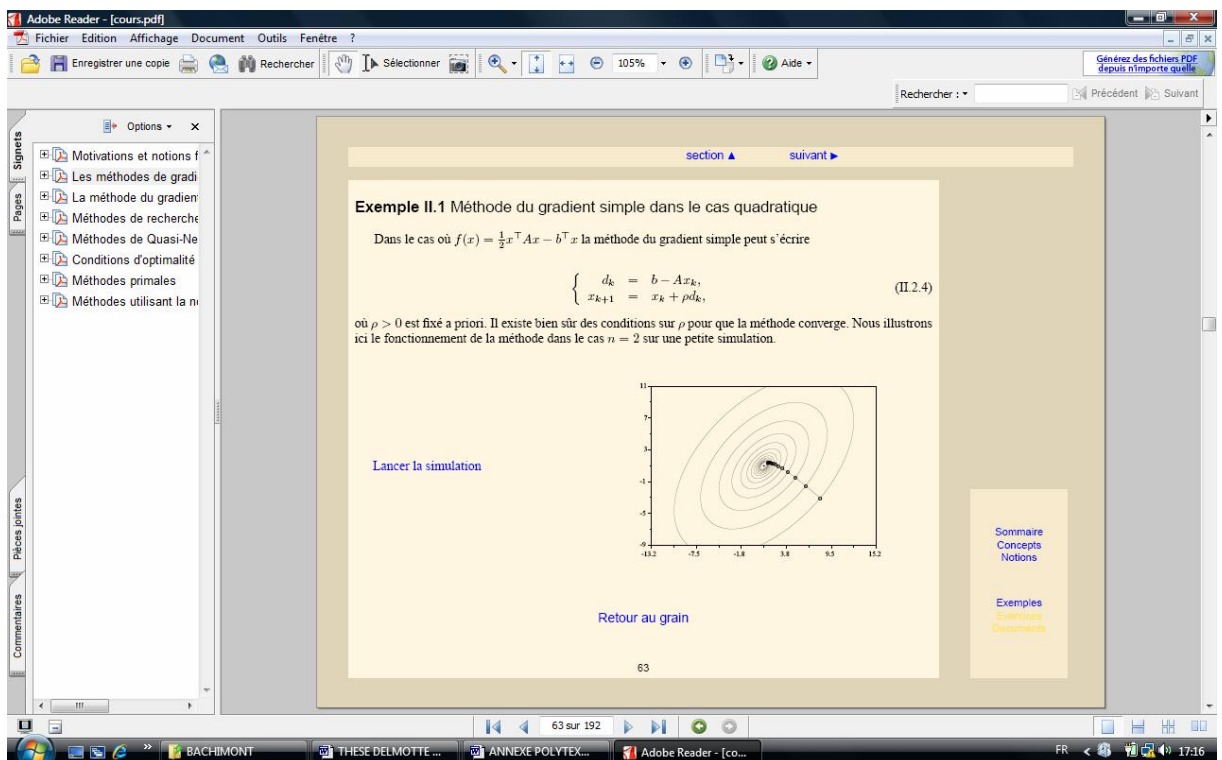 Adobe Reader - [cours.pdf]
Fichier Edition Affichage Document Outils Fenêtre ?
Enregistrer une copie Rechercher Sélectionner 105% Aide
Générez des fichiers PDF
depuis n'importe quelle
Rechercher : Précédent Suivant
Options x
Signets
Pages
Pièces jointes
Commentaires
Motivations et notions f
Les méthodes de gradi
La méthode du gradien
Méthodes de recherche
Méthodes de Quasi-Ne
Conditions d'optimalité
Méthodes primales
Méthodes utilisant la no
section ▲ suivant ►
Exemple II.1 Méthode du gradient simple dans le cas quadratique
Dans le cas où f(x) = ½x⊤Ax − b⊤x la méthode du gradient simple peut s'écrire
{ dₖ = b − Axₖ,
xₖ₊₁ = xₖ + ρdₖ, (II.2.4)
où ρ > 0 est fixé a priori. Il existe bien sûr des conditions sur ρ pour que la méthode converge. Nous illustrons
ici le fonctionnement de la méthode dans le cas n = 2 sur une petite simulation.
Lancer la simulation
11
7
3
-1
-5
-9
-15.2 -7.5 -1.8 3.8 9.5 15.2
Retour au grain
63
Sommaire
Concepts
Notions
Exemples
Exercices
Documents
63 sur 192
BACHIMONT THESE DELMOTTE ... ANNEXE POLYTEX... Adobe Reader - [co... FR 17:16